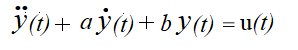 ÿ(t) + a ẏ(t) + b y(t) = u(t)